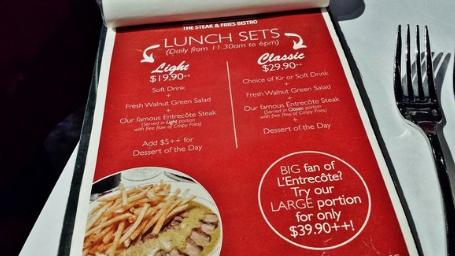 THE STEAK & FRIES BISTRO
LUNCH SETS
(Daily from 11.30am to 6pm)
Light
$19.90++
Soft Drink
+
Fresh Walnut Green Salad
+
Our famous Entrecôte Steak
(Served in Light portion
with free flow of Crispy Fries)
Add $5++ for
Dessert of the Day
Classic
$29.90++
Choice of Kir or Soft Drink
+
Fresh Walnut Green Salad
+
Our famous Entrecôte Steak
(Served in Classic portion
with free flow of Crispy Fries)
+
Dessert of the Day
BIG fan of
L'Entrecôte?
Try our
LARGE portion
for only
$39.90++!